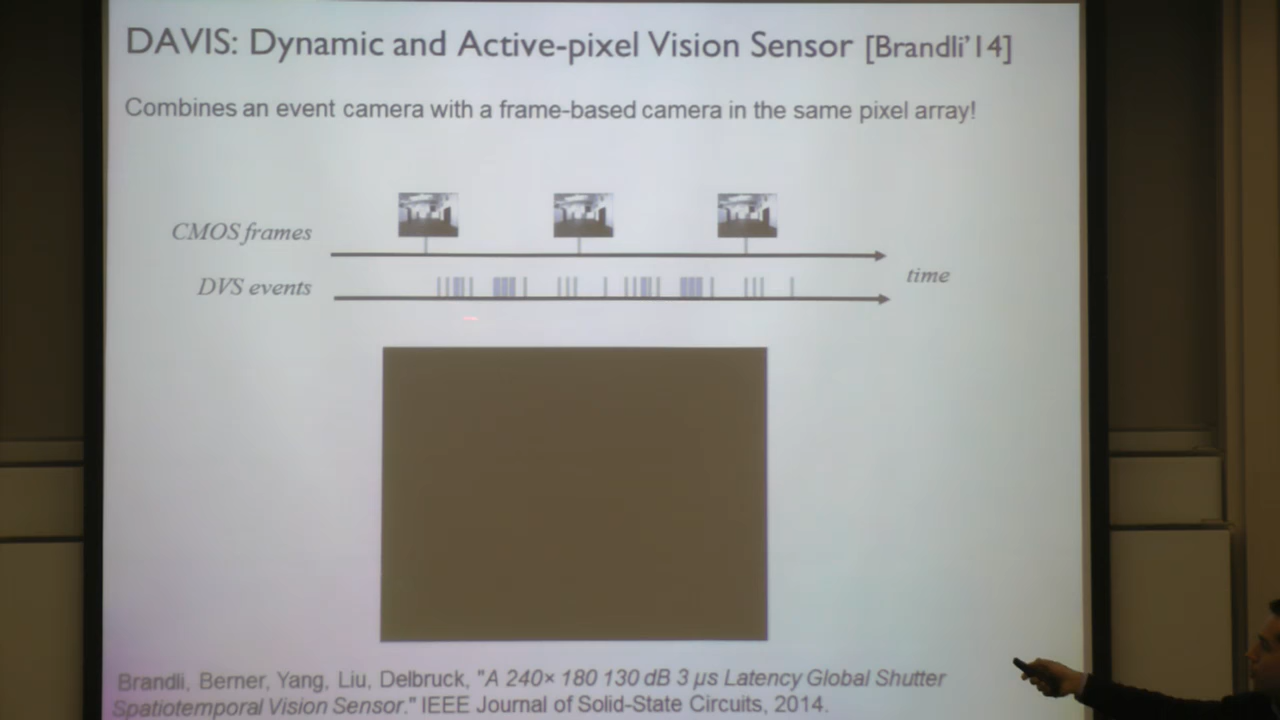 DAVIS: Dynamic and Active-pixel Vision Sensor [Brandli'14]
Combines an event camera with a frame-based camera in the same pixel array!
CMOS frames
DVS events
time
Brandli, Berner, Yang, Liu, Delbruck, "A 240× 180 130 dB 3 µs Latency Global Shutter
Spatiotemporal Vision Sensor." IEEE Journal of Solid-State Circuits, 2014.